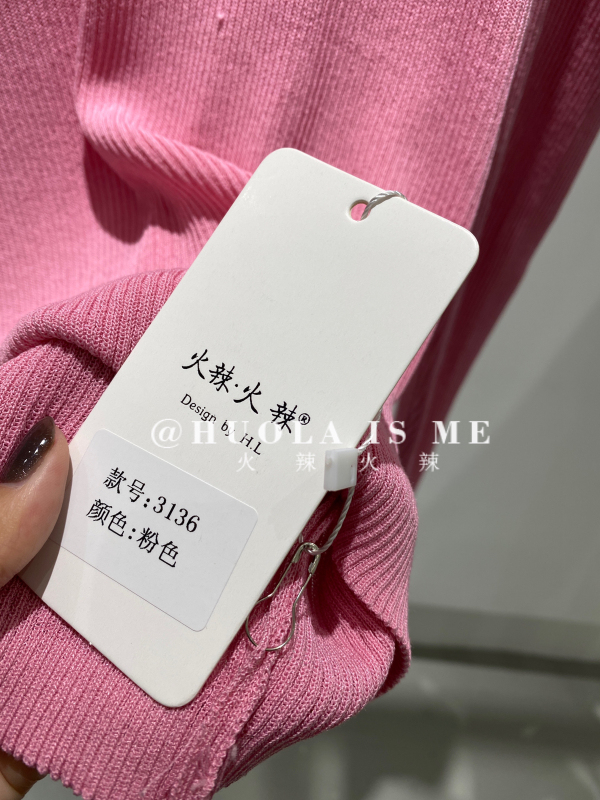 火辣·火辣®
Design by H.L
@HUOLA IS ME
火辣火辣
款号:3136
颜色:粉色